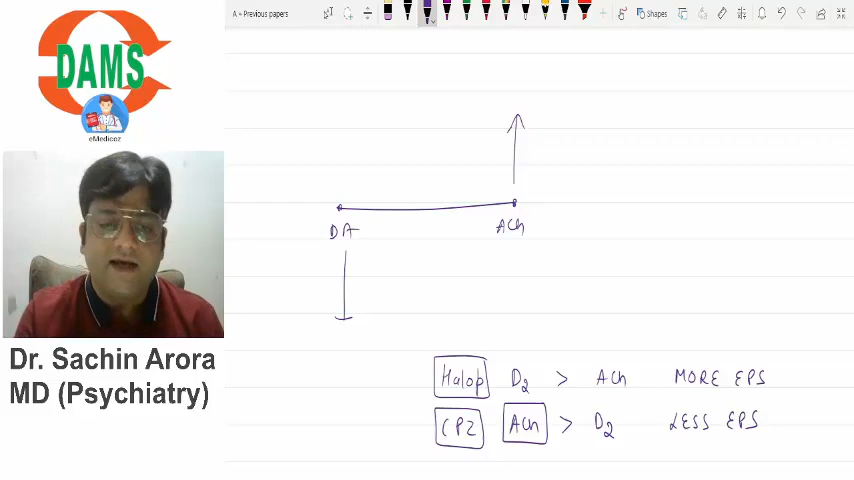 A + Previous papers
Shapes
DAMS
eMedicoz
DA
ACh
Dr. Sachin Arora
MD (Psychiatry)
Halop D2 > ACh MORE EPS
CPZ ACh > D2 LESS EPS